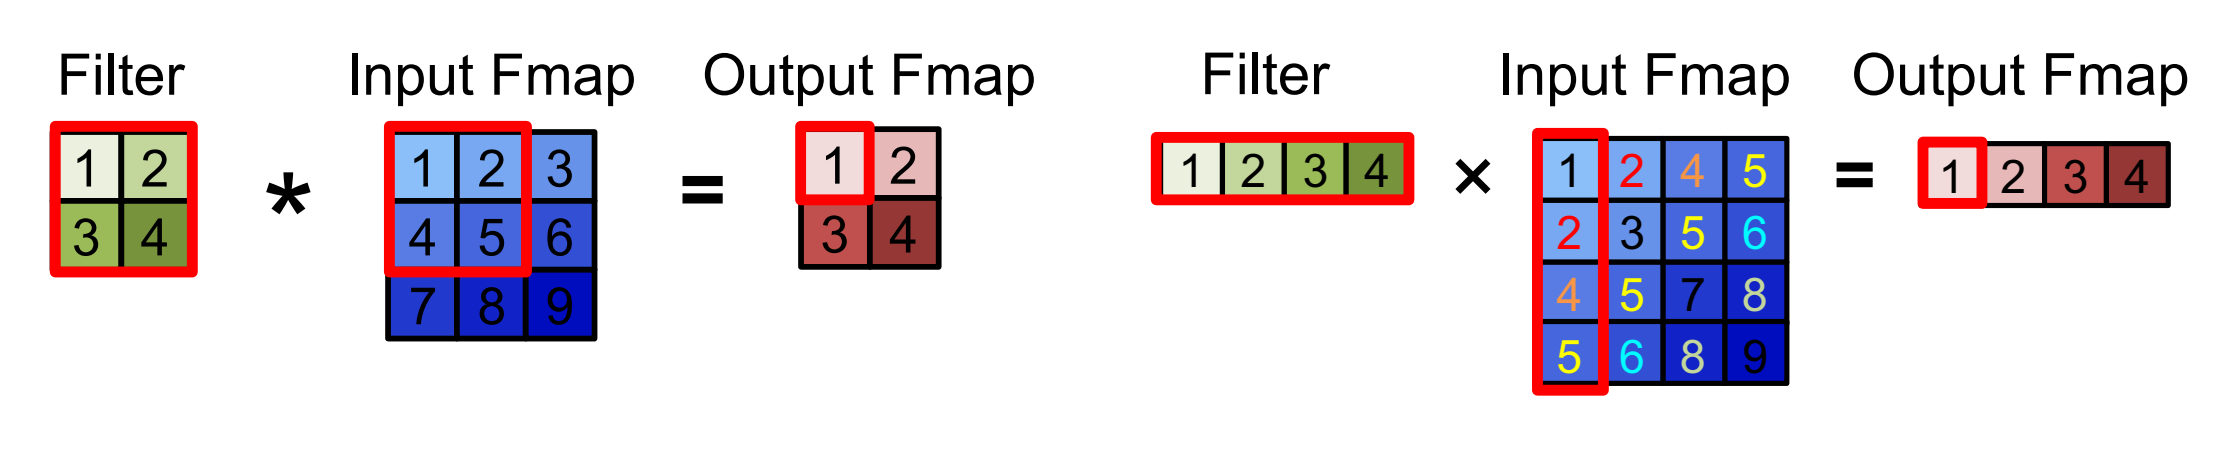 Filter Input Fmap Output Fmap Filter Input Fmap Output Fmap
1 2 * 1 2 3 = 1 2 1 2 3 4 × 1 2 4 5 = 1 2 3 4
3 4 4 5 6 3 4 2 3 5 6
7 8 9 4 5 7 8
5 6 8 9